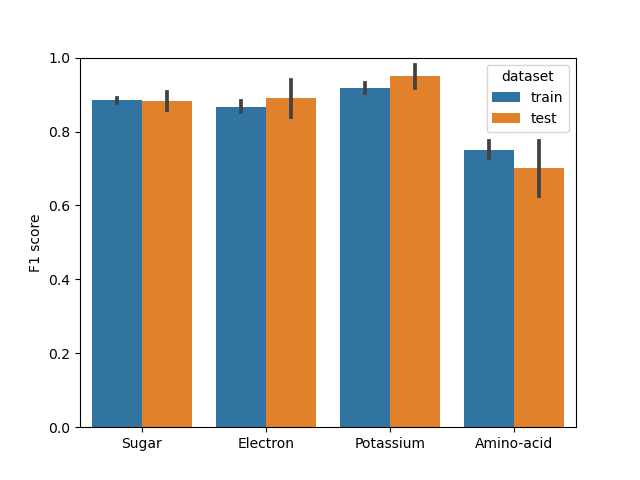 1.0
0.8
0.6
0.4
0.2
0.0
F1 score
dataset
train
test
Sugar
Electron
Potassium
Amino-acid